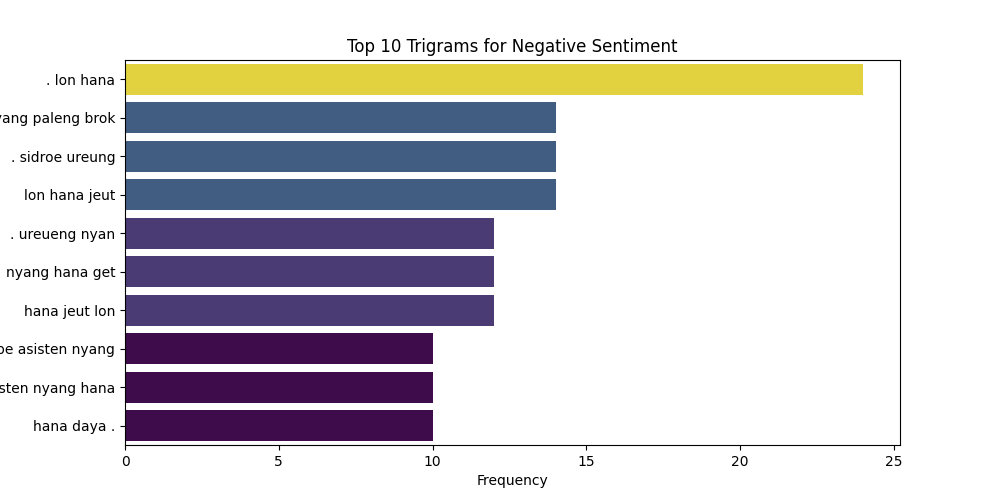 Top 10 Trigrams for Negative Sentiment
. lon hana
paleng brok
. sidroe ureung
lon hana jeut
. ureueng nyan
nyang hana get
hana jeut lon
asisten nyang
nyang hana
hana daya .
0 5 10 15 20 25
Frequency